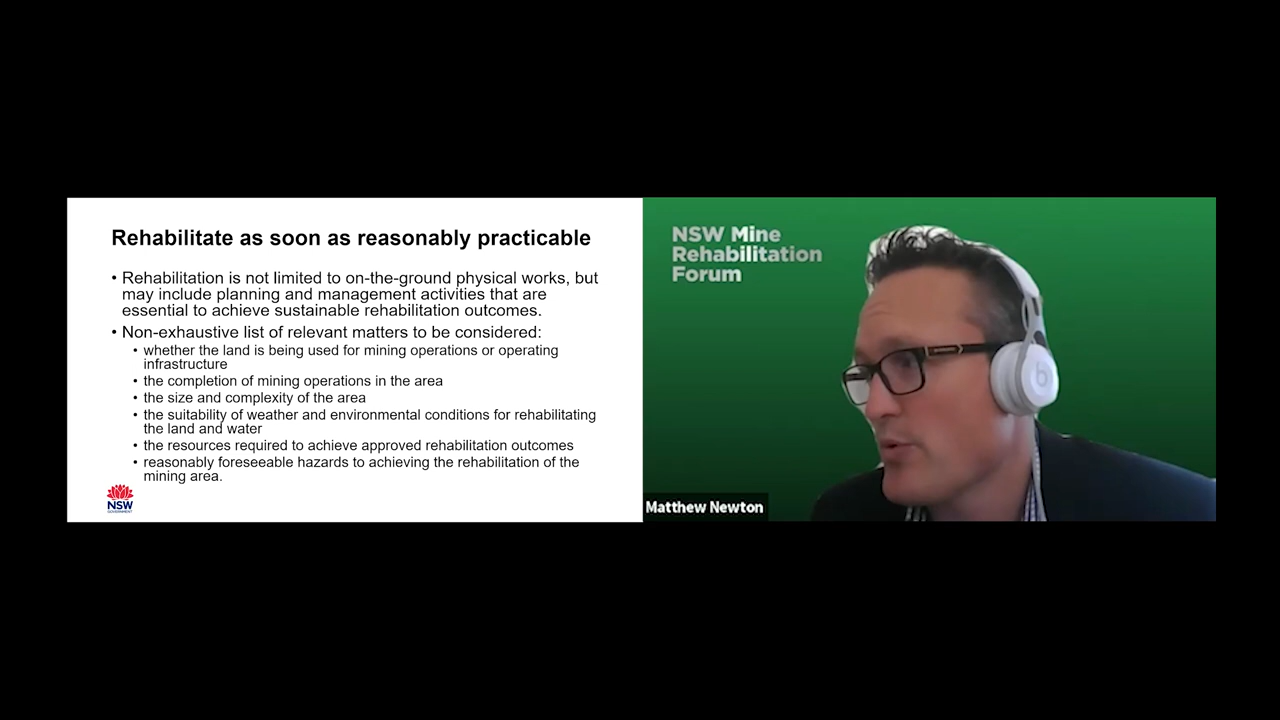 Rehabilitate as soon as reasonably practicable
• Rehabilitation is not limited to on-the-ground physical works, but
may include planning and management activities that are
essential to achieve sustainable rehabilitation outcomes.
• Non-exhaustive list of relevant matters to be considered:
• whether the land is being used for mining operations or operating
infrastructure
• the completion of mining operations in the area
• the size and complexity of the area
• the suitability of weather and environmental conditions for rehabilitating
the land and water
• the resources required to achieve approved rehabilitation outcomes
• reasonably foreseeable hazards to achieving the rehabilitation of the
mining area.
NSW
GOVERNMENT
NSW Mine
Rehabilitation
Forum
b
Matthew Newton